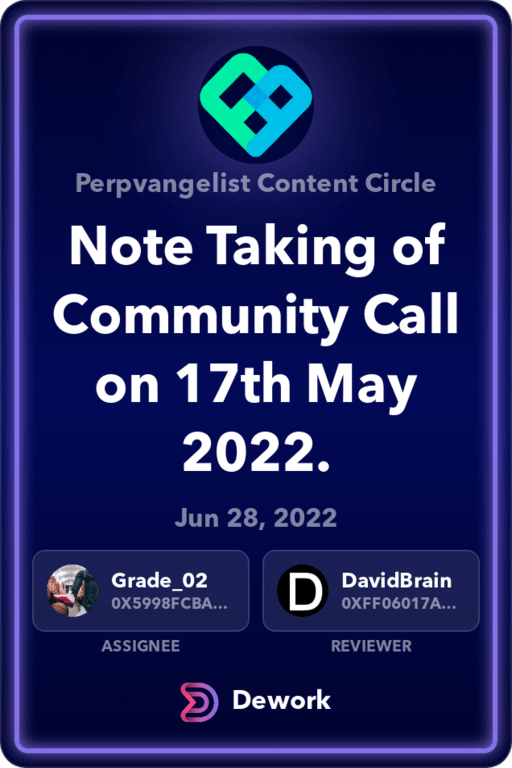 Perpvangelist Content Circle
Note Taking of
Community Call
on 17th May
2022.
Jun 28, 2022
Grade_02
0X5998FCBA...
ASSIGNEE
D
DavidBrain
0XFF06017A...
REVIEWER
Dework